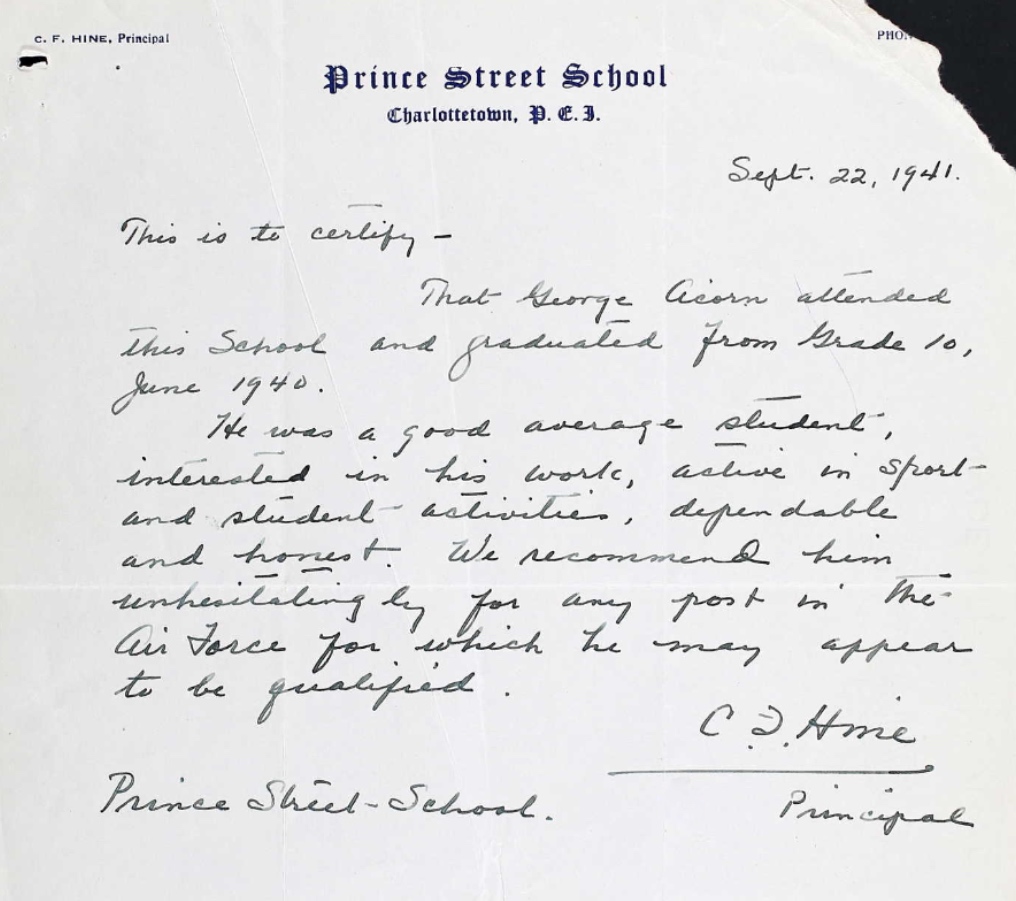 C. F. HINE, Principal
Prince Street School
Charlottetown, P. E. I.
Sept. 22, 1941.
This is to certify -
That George Acorn attended
this School and graduated from Grade 10,
June 1940.
He was a good average student,
interested in his work, active in sport
and student activities, dependable
and honest. We recommend him
unhesitatingly for any post in the
Air Force for which he may appear
to be qualified.
C. F. Hine
Prince Street School.
Principal